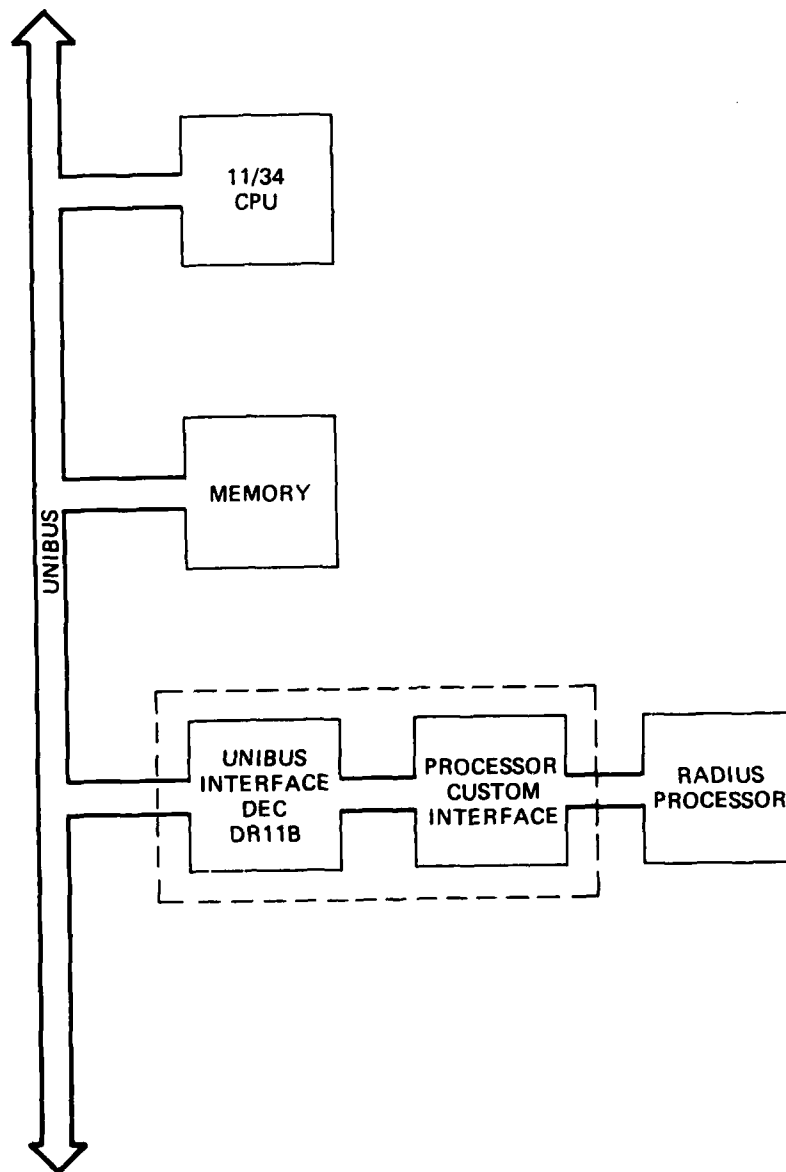 11/34
CPU
MEMORY
UNIBUS
UNIBUS
INTERFACE
DEC
DR11B
PROCESSOR
CUSTOM
INTERFACE
RADIUS
PROCESSOR